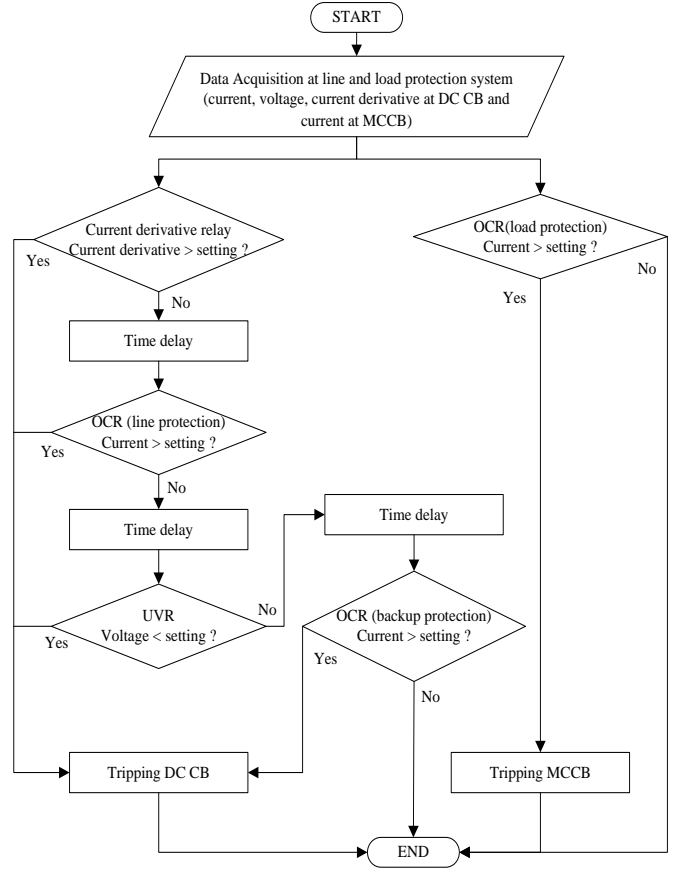 START
Data Acquisition at line and load protection system
(current, voltage, current derivative at DC CB and
current at MCCB)
Current derivative relay
Current derivative > setting ?
Yes
No
OCR(load protection)
Current > setting ?
No
Yes
Time delay
OCR (line protection)
Current > setting ?
Yes
No
Time delay
Time delay
UVR
Voltage < setting ?
Yes
No
OCR (backup protection)
Current > setting ?
Yes
No
Tripping DC CB
Tripping MCCB
END